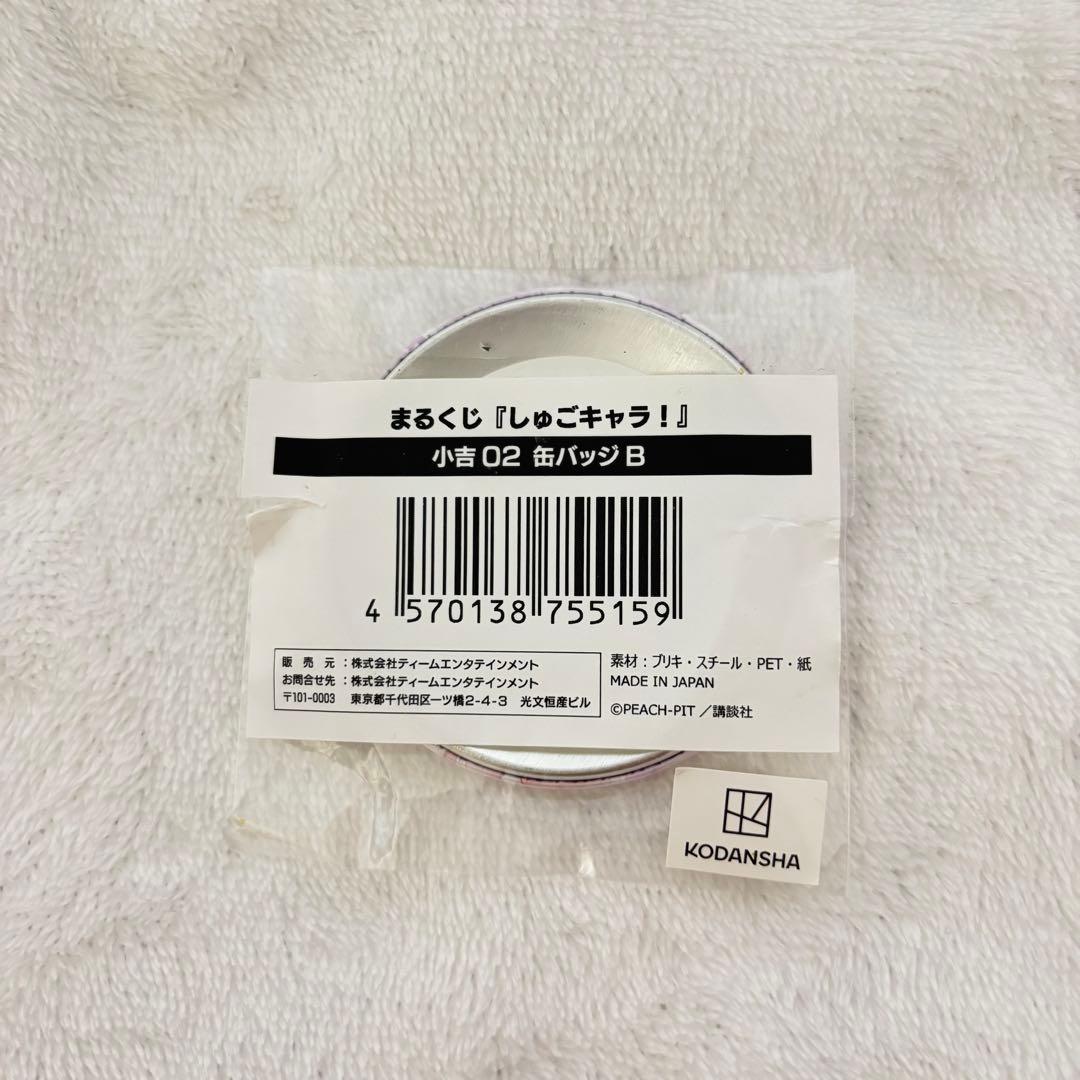 まるくじ『しゅごキャラ！』
小吉 02 缶バッジ B
4 570138 755159
販 売 元 ：株式会社ティームエンタテインメント
お問合せ先：株式会社ティームエンタテインメント
〒101-0003 東京都千代田区一ツ橋2-4-3 光文恒産ビル
素材：ブリキ・スチール・PET・紙
MADE IN JAPAN
©PEACH-PIT／講談社
KODANSHA